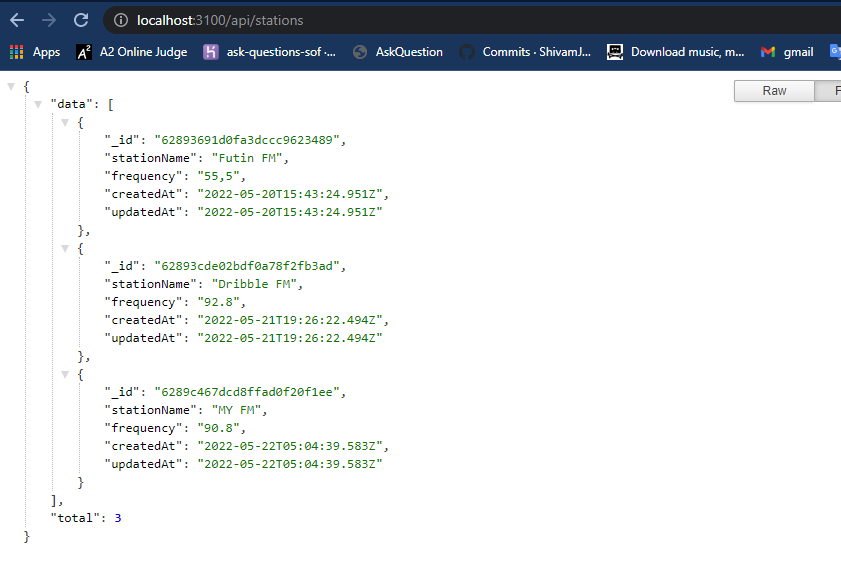 localhost:3100/api/stations
Apps A2 Online Judge ask-questions-sof ·... AskQuestion Commits · ShivamJ... Download music, m... gmail
Raw
{
"data": [
{
"_id": "62893691d0fa3dccc9623489",
"stationName": "Futin FM",
"frequency": "55,5",
"createdAt": "2022-05-20T15:43:24.951Z",
"updatedAt": "2022-05-20T15:43:24.951Z"
},
{
"_id": "62893cde02bdf0a78f2fb3ad",
"stationName": "Dribble FM",
"frequency": "92.8",
"createdAt": "2022-05-21T19:26:22.494Z",
"updatedAt": "2022-05-21T19:26:22.494Z"
},
{
"_id": "6289c467dcd8ffad0f20f1ee",
"stationName": "MY FM",
"frequency": "90.8",
"createdAt": "2022-05-22T05:04:39.583Z",
"updatedAt": "2022-05-22T05:04:39.583Z"
}
],
"total": 3
}